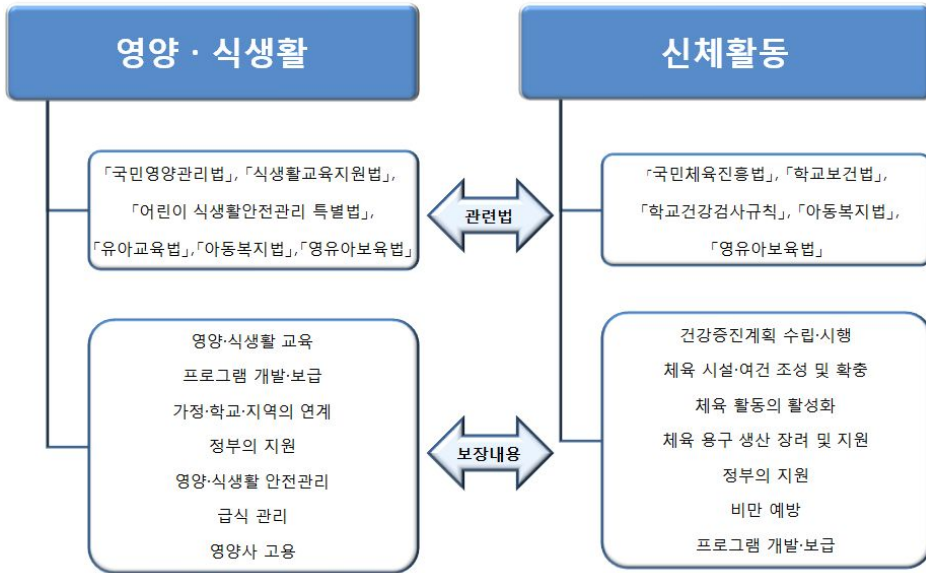 영양 · 식생활
「국민영양관리법」, 「식생활교육지원법」,
「어린이 식생활안전관리 특별법」,
「유아교육법」,「아동복지법」,「영유아보육법」
영양·식생활 교육
프로그램 개발·보급
가정·학교·지역의 연계
정부의 지원
영양·식생활 안전관리
급식 관리
영양사 고용
관련법
보장내용
신체활동
「국민체육진흥법」, 「학교보건법」,
「학교건강검사규칙」, 「아동복지법」,
「영유아보육법」
건강증진계획 수립·시행
체육 시설·여건 조성 및 확충
체육 활동의 활성화
체육 용구 생산 장려 및 지원
정부의 지원
비만 예방
프로그램 개발·보급